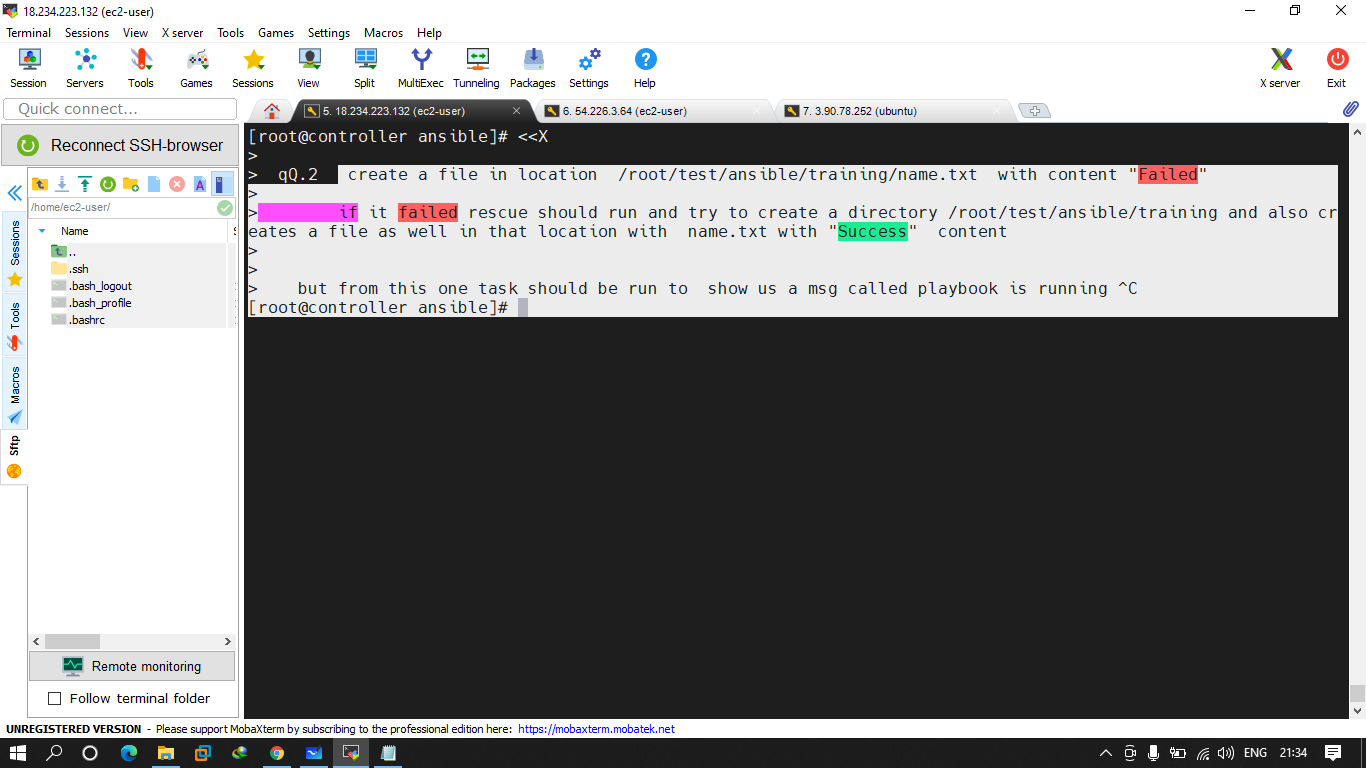 18.234.223.132 (ec2-user)
Terminal Sessions View X server Tools Games Settings Macros Help
Session Servers Tools Games Sessions View Split MultiExec Tunneling Packages Settings Help X server Exit
Quick connect...
5. 18.234.223.132 (ec2-user)
6. 54.226.3.64 (ec2-user)
7. 3.90.78.252 (ubuntu)
Reconnect SSH-browser
/home/ec2-user/
Name
..
.ssh
.bash_logout
.bash_profile
.bashrc
Sessions
Tools
Macros
Sftp
Remote monitoring
Follow terminal folder
[root@controller ansible]# <<X
>
>  qQ.2   create a file in location  /root/test/ansible/training/name.txt  with content "Failed"
>
>        if it failed rescue should run and try to create a directory /root/test/ansible/training and also cr
eates a file as well in that location with  name.txt with "Success"  content
>
>
>    but from this one task should be run to  show us a msg called playbook is running ^C
[root@controller ansible]#
UNREGISTERED VERSION - Please support MobaXterm by subscribing to the professional edition here: https://mobaxterm.mobatek.net
ENG 21:34